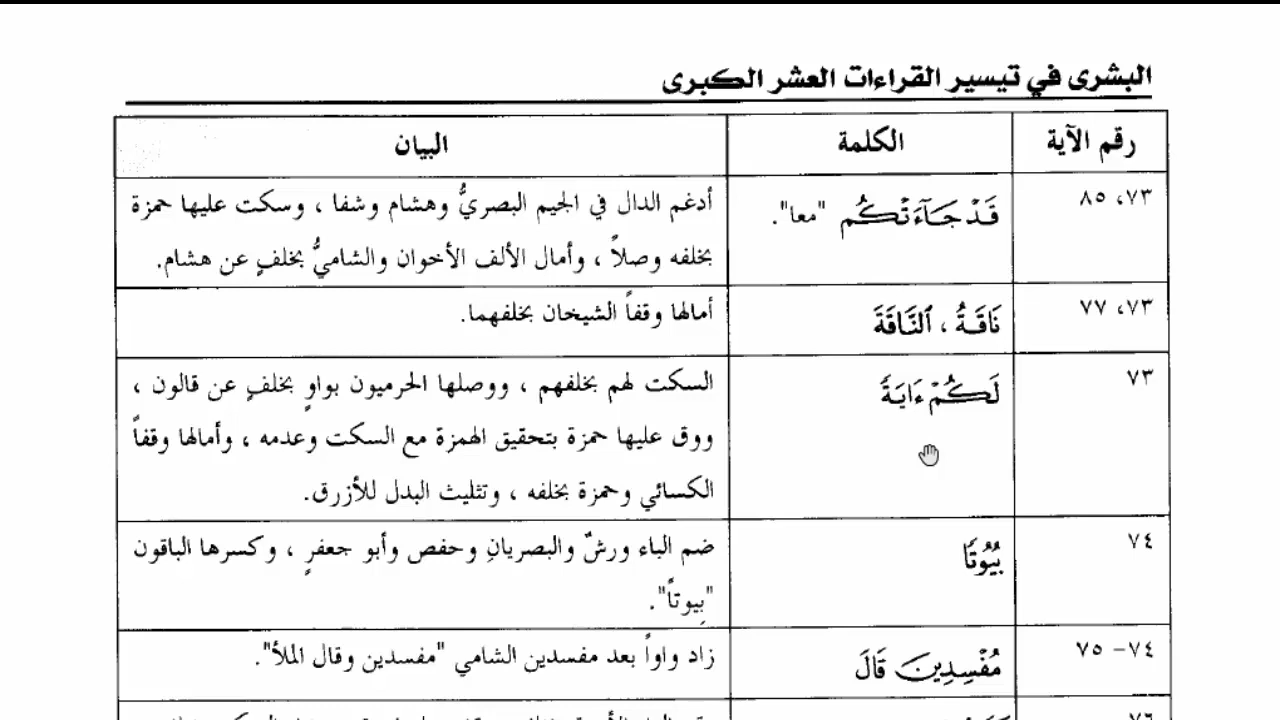 البشرى في تيسير القراءات العشر الكبرى
رقم الآية الكلمة البيان
٧٣، ٨٥ قَدْ جَآءَتْكُم "معا". أدغم الدال في الجيم البصريُّ وهشام وشفا ، وسكت عليها حمزة
بخلفه وصلاً ، وأمال الألف الأخوان والشاميُّ بخلفٍ عن هشام.
٧٣، ٧٧ نَاقَةُ ، ٱلنَّاقَةَ أمالها وقفاً الشيخان بخلفهما.
٧٣ لَكُمْ ءَايَةً السكت لهم بخلفهم ، ووصلها الحرميون بواوٍ بخلفٍ عن قالون ،
ووق عليها حمزة بتحقيق الهمزة مع السكت وعدمه ، وأمالها وقفاً
الكسائي وحمزة بخلفه ، وتثليث البدل للأزرق.
٧٤ بُيُوتًا ضم الباء ورشٌ والبصريانِ وحفص وأبو جعفرٍ ، وكسرها الباقون
"بِيوتاً".
٧٤– ٧٥ مُفْسِدِينَ قَالَ زاد واواً بعد مفسدين الشامي "مفسدين وقال الملأ".
٧٦